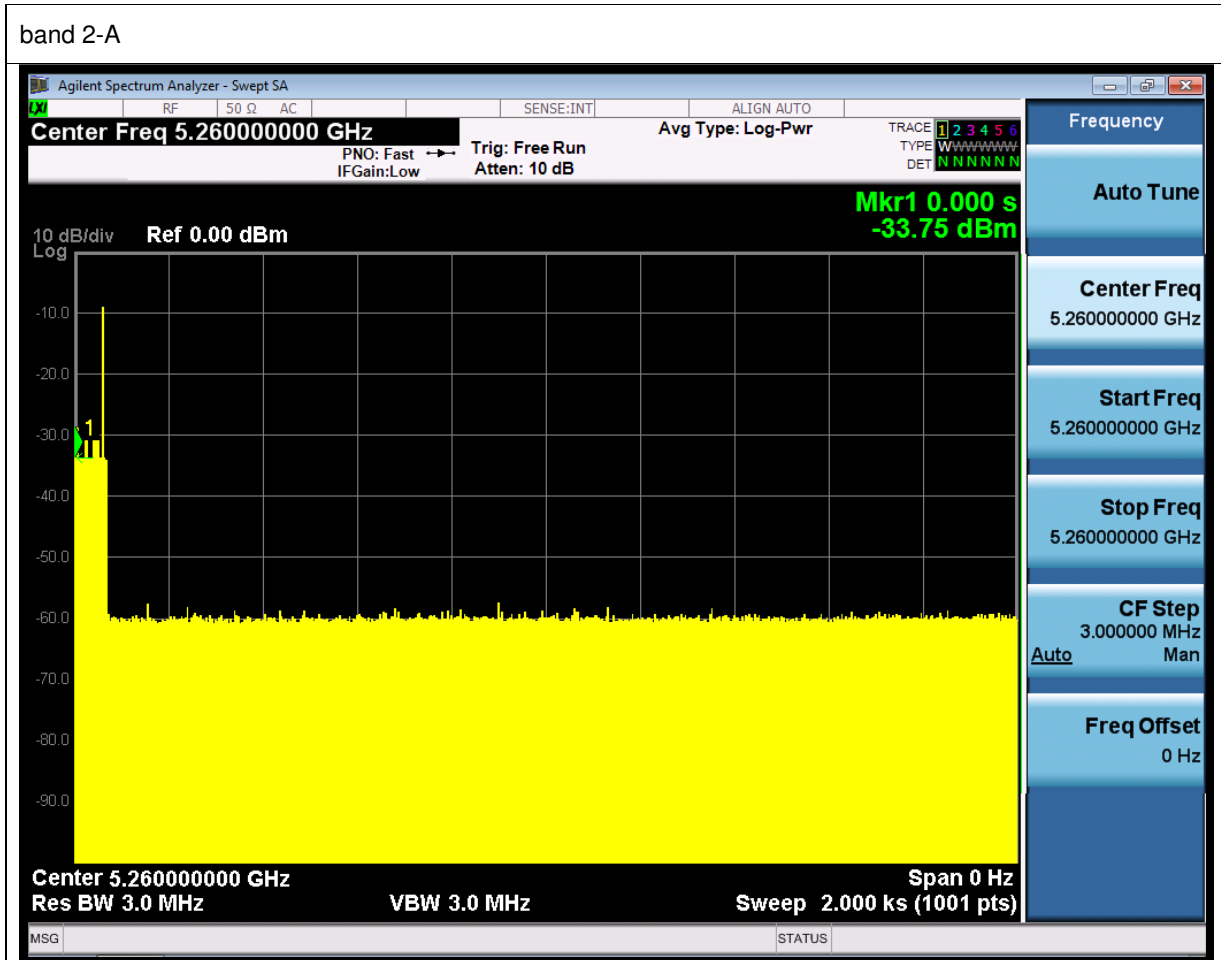 band 2-A
Agilent Spectrum Analyzer - Swept SA
LXI RF 50 Ω AC SENSE:INT ALIGN AUTO
Center Freq 5.260000000 GHz
PNO: Fast
IFGain:Low
Trig: Free Run
Atten: 10 dB
Avg Type: Log-Pwr
TRACE 1 2 3 4 5 6
TYPE WWWWWW
DET N N N N N N
Mkr1 0.000 s
-33.75 dBm
10 dB/div Ref 0.00 dBm
Log
-10.0
-20.0
-30.0
-40.0
-50.0
-60.0
-70.0
-80.0
-90.0
1
Center 5.260000000 GHz Span 0 Hz
Res BW 3.0 MHz VBW 3.0 MHz Sweep 2.000 ks (1001 pts)
MSG STATUS
Frequency
Auto Tune
Center Freq
5.260000000 GHz
Start Freq
5.260000000 GHz
Stop Freq
5.260000000 GHz
CF Step
3.000000 MHz
Auto Man
Freq Offset
0 Hz